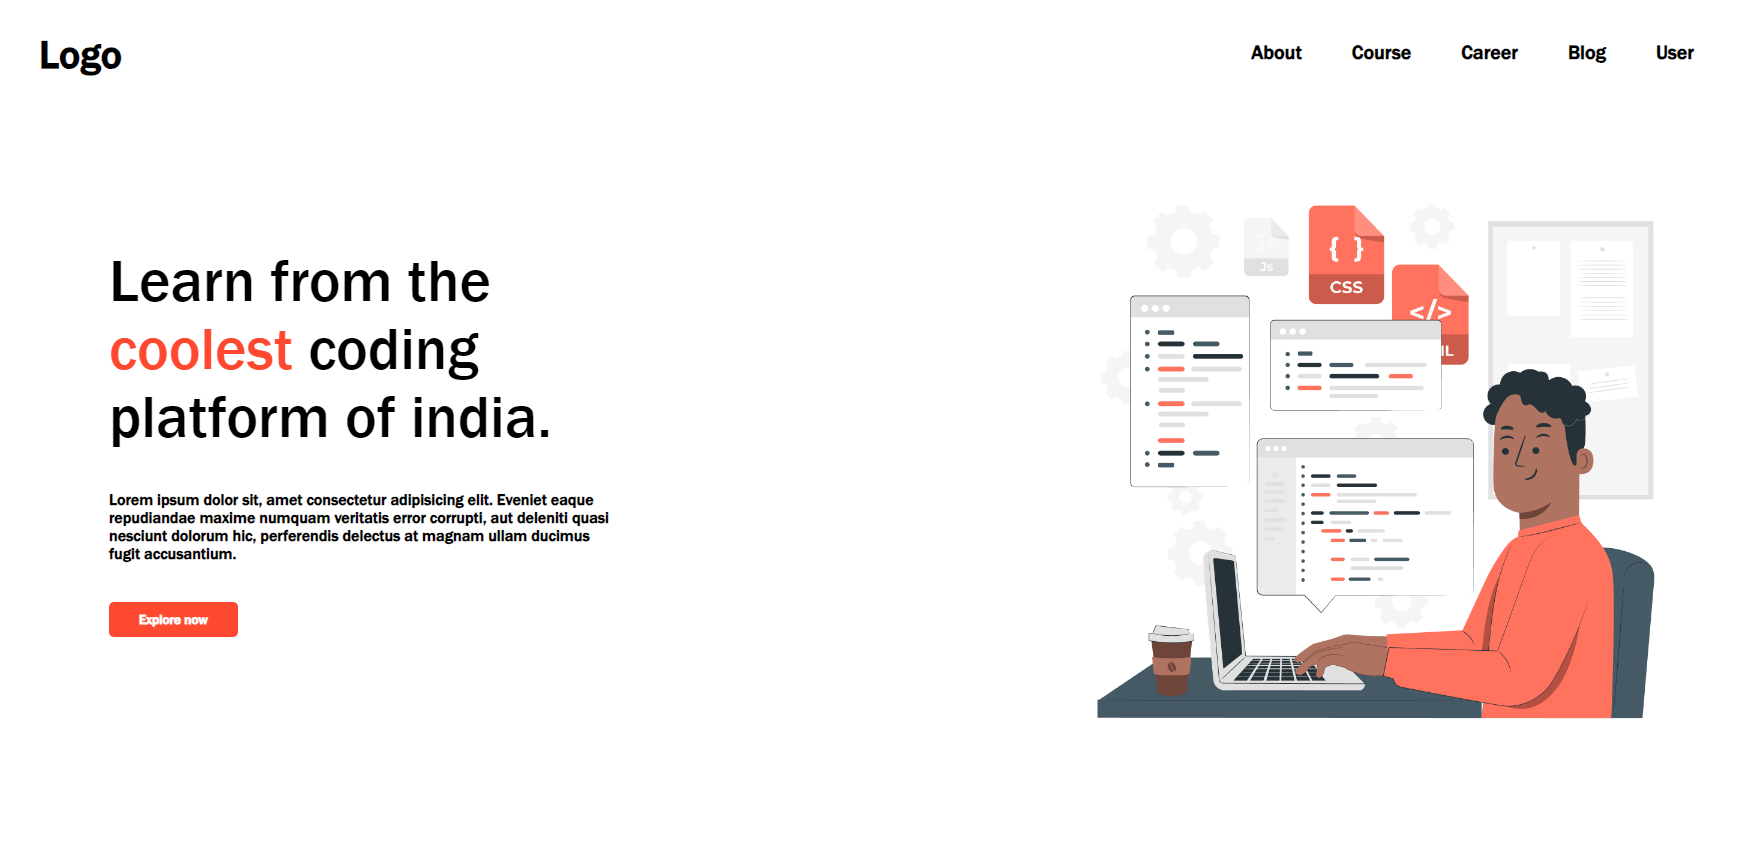 Logo
About Course Career Blog User
Learn from the
coolest coding
platform of india.
Lorem ipsum dolor sit, amet consectetur adipisicing elit. Eveniet eaque
repudiandae maxime numquam veritatis error corrupti, aut deleniti quasi
nesciunt dolorum hic, perferendis delectus at magnam ullam ducimus
fugit accusantium.
Explore now
Js
Js
{ }
CSS
</>